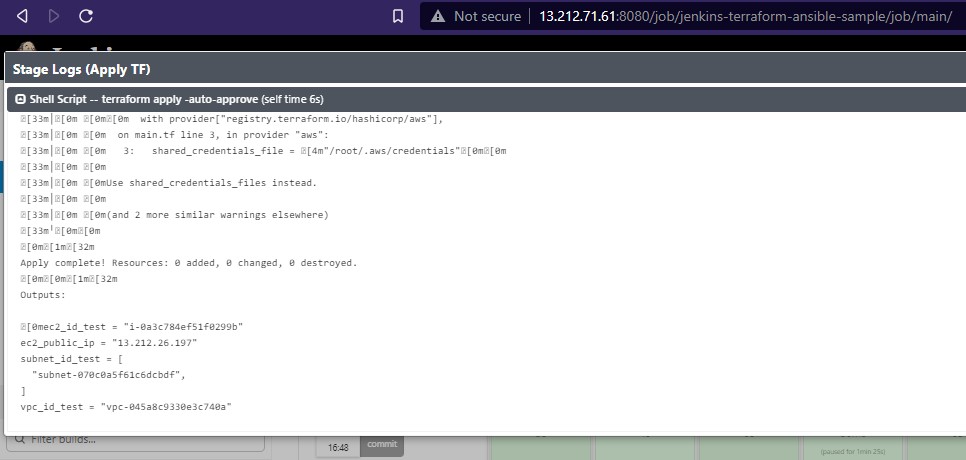 Not secure 13.212.71.61:8080/job/jenkins-terraform-ansible-sample/job/main/
Stage Logs (Apply TF)
Shell Script -- terraform apply -auto-approve (self time 6s)
[33m|[0m [0m[0m with provider["registry.terraform.io/hashicorp/aws"],
[33m|[0m [0m on main.tf line 3, in provider "aws":
[33m|[0m [0m 3: shared_credentials_file = [4m"/root/.aws/credentials"[0m[0m
[33m|[0m [0m
[33m|[0m [0mUse shared_credentials_files instead.
[33m|[0m [0m
[33m|[0m [0m(and 2 more similar warnings elsewhere)
[33m╵[0m[0m
[0m[1m[32m
Apply complete! Resources: 0 added, 0 changed, 0 destroyed.
[0m[0m[1m[32m
Outputs:
[0mec2_id_test = "i-0a3c784ef51f0299b"
ec2_public_ip = "13.212.26.197"
subnet_id_test = [
"subnet-070c0a5f61c6dcbdf",
]
vpc_id_test = "vpc-045a8c9330e3c740a"
Filter builds...
16:48
commit
(paused for 1min 25s)